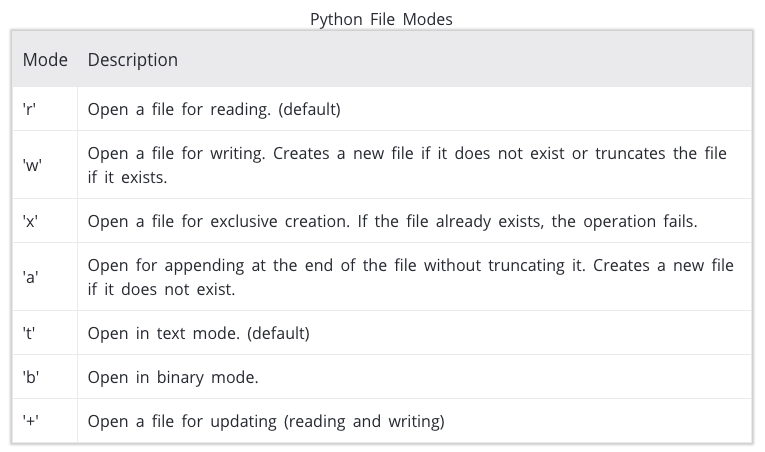 Python File Modes
Mode Description
'r' Open a file for reading. (default)
'w' Open a file for writing. Creates a new file if it does not exist or truncates the file
if it exists.
'x' Open a file for exclusive creation. If the file already exists, the operation fails.
'a' Open for appending at the end of the file without truncating it. Creates a new file
if it does not exist.
't' Open in text mode. (default)
'b' Open in binary mode.
'+' Open a file for updating (reading and writing)